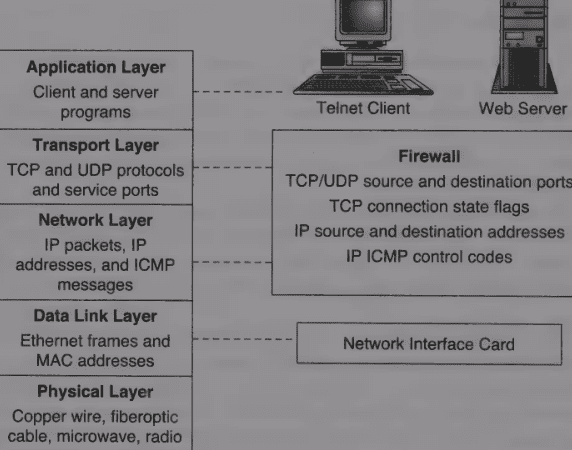 Application Layer
Client and server
programs
Transport Layer
TCP and UDP protocols
and service ports
Network Layer
IP packets, IP
addresses, and ICMP
messages
Data Link Layer
Ethernet frames and
MAC addresses
Physical Layer
Copper wire, fiberoptic
cable, microwave, radio
Telnet Client
Web Server
Firewall
TCP/UDP source and destination ports
TCP connection state flags
IP source and destination addresses
IP ICMP control codes
Network Interface Card